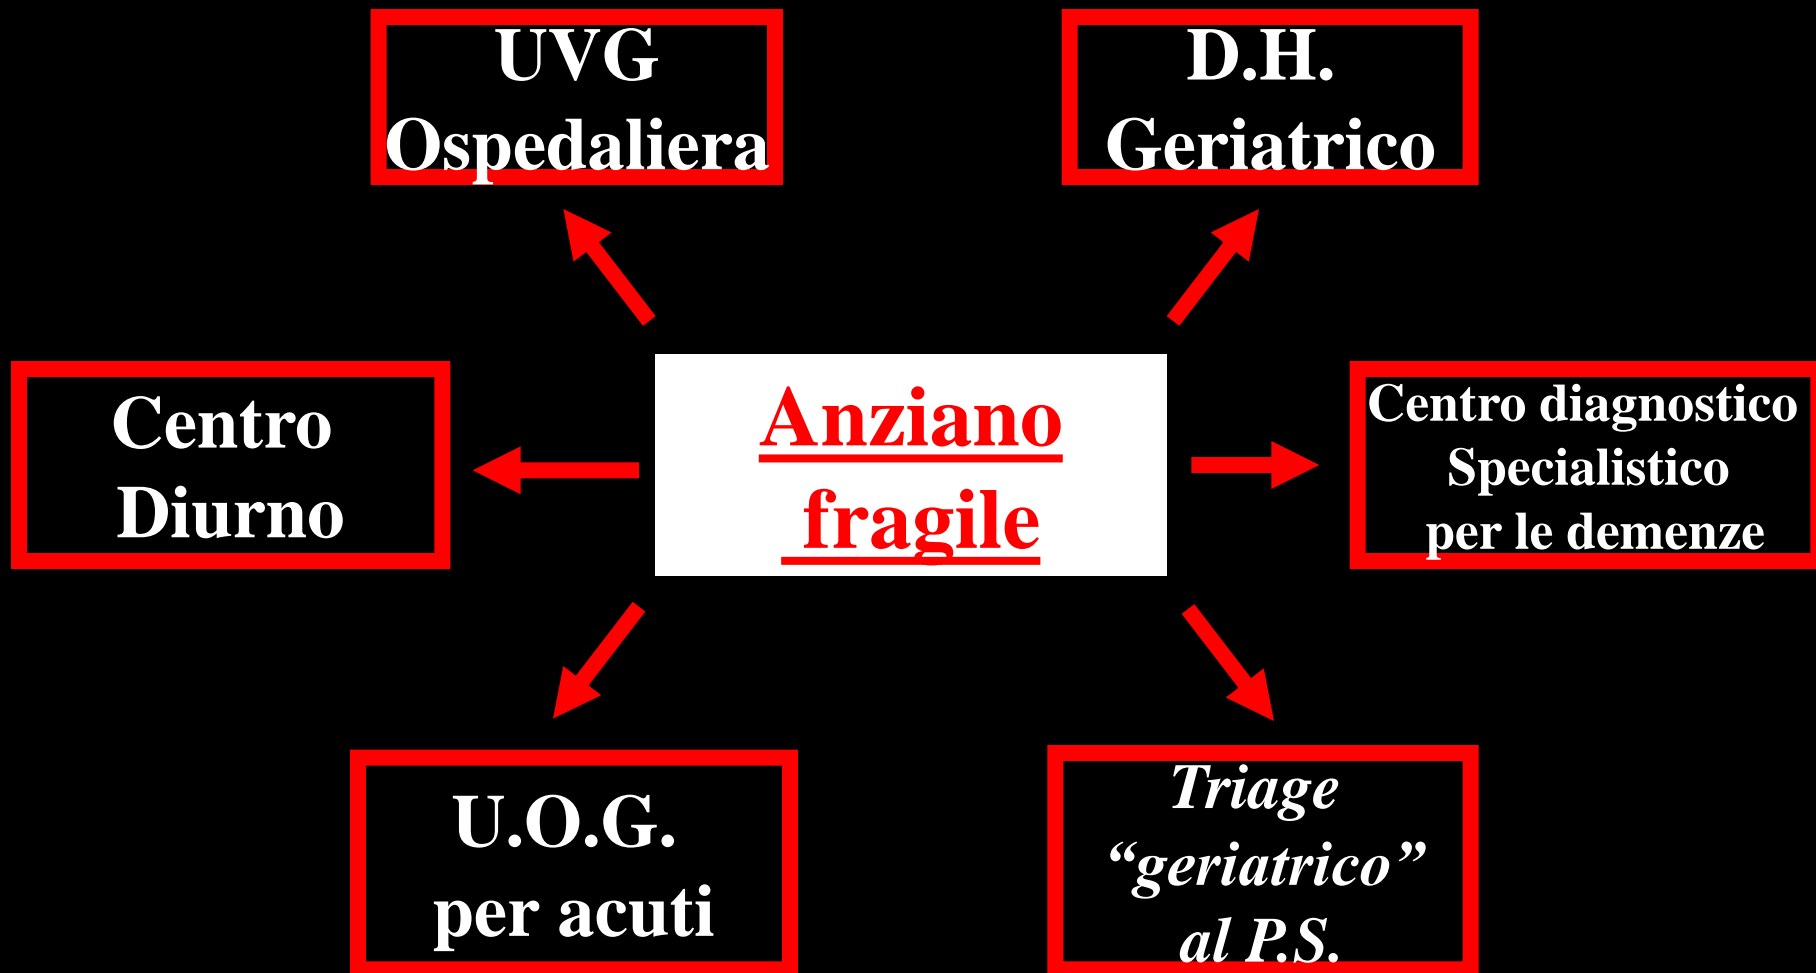 UVG
Ospedaliera
D.H.
Geriatrico
Centro
Diurno
Anziano
fragile
Centro diagnostico
Specialistico
per le demenze
U.O.G.
per acuti
Triage
“geriatrico”
al P.S.